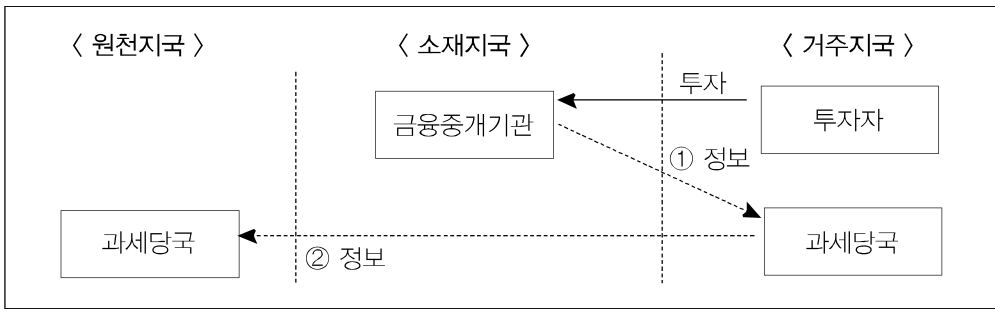 〈 원천지국 〉 〈 소재지국 〉 〈 거주지국 〉
투자
금융중개기관 투자자
① 정보
과세당국 과세당국
② 정보